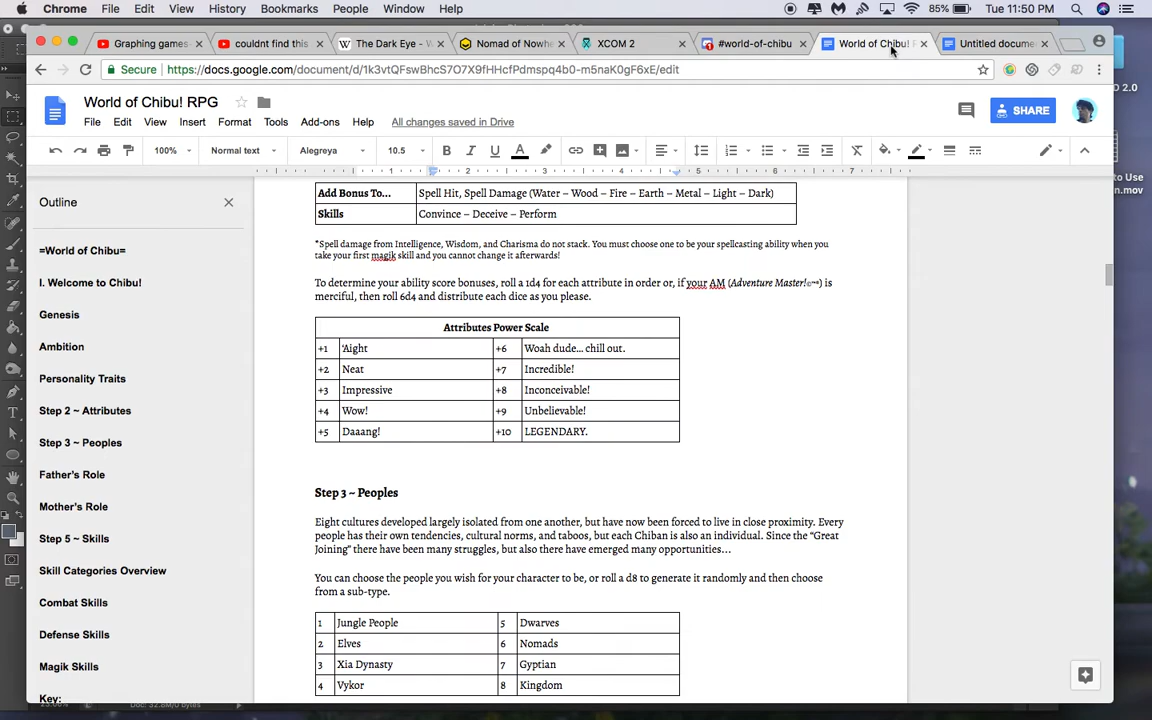 Chrome File Edit View History Bookmarks People Window Help 85% Tue 11:50 PM
Graphing games- couldnt find this The Dark Eye - W Nomad of Nowhe XCOM 2 #world-of-chibu World of Chibu! Untitled docume
Secure https://docs.google.com/document/d/1k3vtQFswBhcS7O7X9fHHcfPdmspq4b0-m5naK0gF6xE/edit
World of Chibu! RPG
SHARE
File Edit View Insert Format Tools Add-ons Help All changes saved in Drive
100% Normal text Alegreya 10.5 B I U A
1 2 3 4 5 6 7
Outline
=World of Chibu=
I. Welcome to Chibu!
Genesis
Ambition
Personality Traits
Step 2 ~ Attributes
Step 3 ~ Peoples
Father's Role
Mother's Role
Step 5 ~ Skills
Skill Categories Overview
Combat Skills
Defense Skills
Magik Skills
Key:
Add Bonus To... Spell Hit, Spell Damage (Water – Wood – Fire – Earth – Metal – Light – Dark)
Skills Convince – Deceive – Perform
*Spell damage from Intelligence, Wisdom, and Charisma do not stack. You must choose one to be your spellcasting ability when you
take your first magik skill and you cannot change it afterwards!
To determine your ability score bonuses, roll a 1d4 for each attribute in order or, if your AM (Adventure Master!) is
merciful, then roll 6d4 and distribute each dice as you please.
Attributes Power Scale
+1 'Aight +6 Woah dude... chill out.
+2 Neat +7 Incredible!
+3 Impressive +8 Inconceivable!
+4 Wow! +9 Unbelievable!
+5 Daaang! +10 LEGENDARY.
Step 3 ~ Peoples
Eight cultures developed largely isolated from one another, but have now been forced to live in close proximity. Every
people has their own tendencies, cultural norms, and taboos, but each Chiban is also an individual. Since the "Great
Joining" there have been many struggles, but also there have emerged many opportunities...
You can choose the people you wish for your character to be, or roll a d8 to generate it randomly and then choose
from a sub-type.
1 Jungle People 5 Dwarves
2 Elves 6 Nomads
3 Xia Dynasty 7 Gyptian
4 Vykor 8 Kingdom
O 2.0
to Use
n.mov